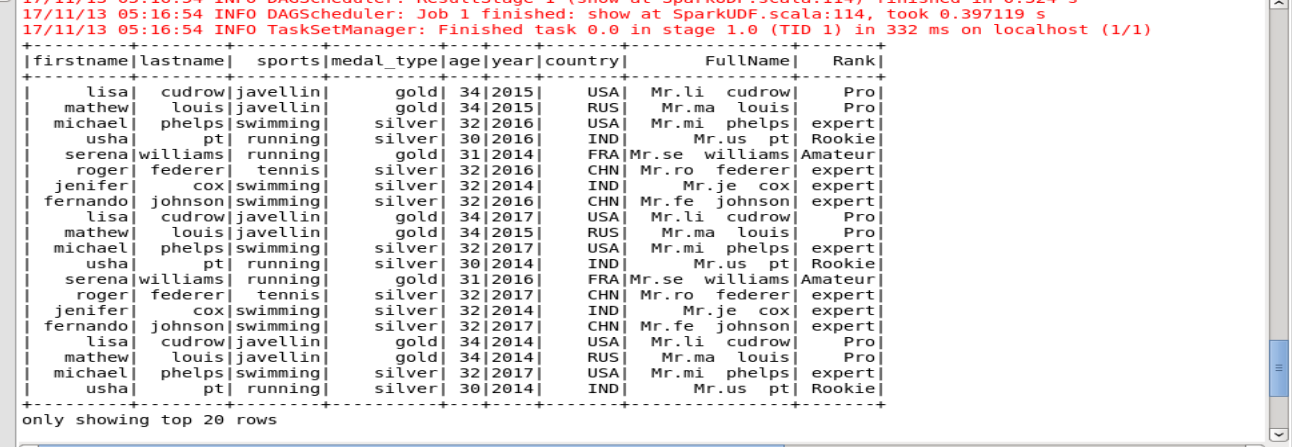 17/11/13 05:16:54 INFO DAGScheduler: Job 1 finished: show at SparkUDF.scala:114, took 0.397119 s
17/11/13 05:16:54 INFO TaskSetManager: Finished task 0.0 in stage 1.0 (TID 1) in 332 ms on localhost (1/1)
+---------+--------+---------+----------+---+----+-------+---------------+-------+
|firstname|lastname|   sports|medal_type|age|year|country|       FullName|   Rank|
+---------+--------+---------+----------+---+----+-------+---------------+-------+
|     lisa|  cudrow|javellin|      gold| 34|2015|    USA|  Mr.li  cudrow|    Pro|
|   mathew|   louis|javellin|      gold| 34|2015|    RUS|   Mr.ma  louis|    Pro|
|  michael|  phelps|swimming|    silver| 32|2016|    USA|  Mr.mi  phelps| expert|
|     usha|      pt| running|    silver| 30|2016|    IND|      Mr.us  pt| Rookie|
|   serena|williams| running|      gold| 31|2014|    FRA|Mr.se  williams|Amateur|
|    roger| federer|  tennis|    silver| 32|2016|    CHN| Mr.ro  federer| expert|
|  jenifer|     cox|swimming|    silver| 32|2014|    IND|     Mr.je  cox| expert|
| fernando| johnson|swimming|    silver| 32|2016|    CHN| Mr.fe  johnson| expert|
|     lisa|  cudrow|javellin|      gold| 34|2017|    USA|  Mr.li  cudrow|    Pro|
|   mathew|   louis|javellin|      gold| 34|2015|    RUS|   Mr.ma  louis|    Pro|
|  michael|  phelps|swimming|    silver| 32|2017|    USA|  Mr.mi  phelps| expert|
|     usha|      pt| running|    silver| 30|2014|    IND|      Mr.us  pt| Rookie|
|   serena|williams| running|      gold| 31|2016|    FRA|Mr.se  williams|Amateur|
|    roger| federer|  tennis|    silver| 32|2017|    CHN| Mr.ro  federer| expert|
|  jenifer|     cox|swimming|    silver| 32|2014|    IND|     Mr.je  cox| expert|
| fernando| johnson|swimming|    silver| 32|2017|    CHN| Mr.fe  johnson| expert|
|     lisa|  cudrow|javellin|      gold| 34|2014|    USA|  Mr.li  cudrow|    Pro|
|   mathew|   louis|javellin|      gold| 34|2014|    RUS|   Mr.ma  louis|    Pro|
|  michael|  phelps|swimming|    silver| 32|2017|    USA|  Mr.mi  phelps| expert|
|     usha|      pt| running|    silver| 30|2014|    IND|      Mr.us  pt| Rookie|
+---------+--------+---------+----------+---+----+-------+---------------+-------+
only showing top 20 rows